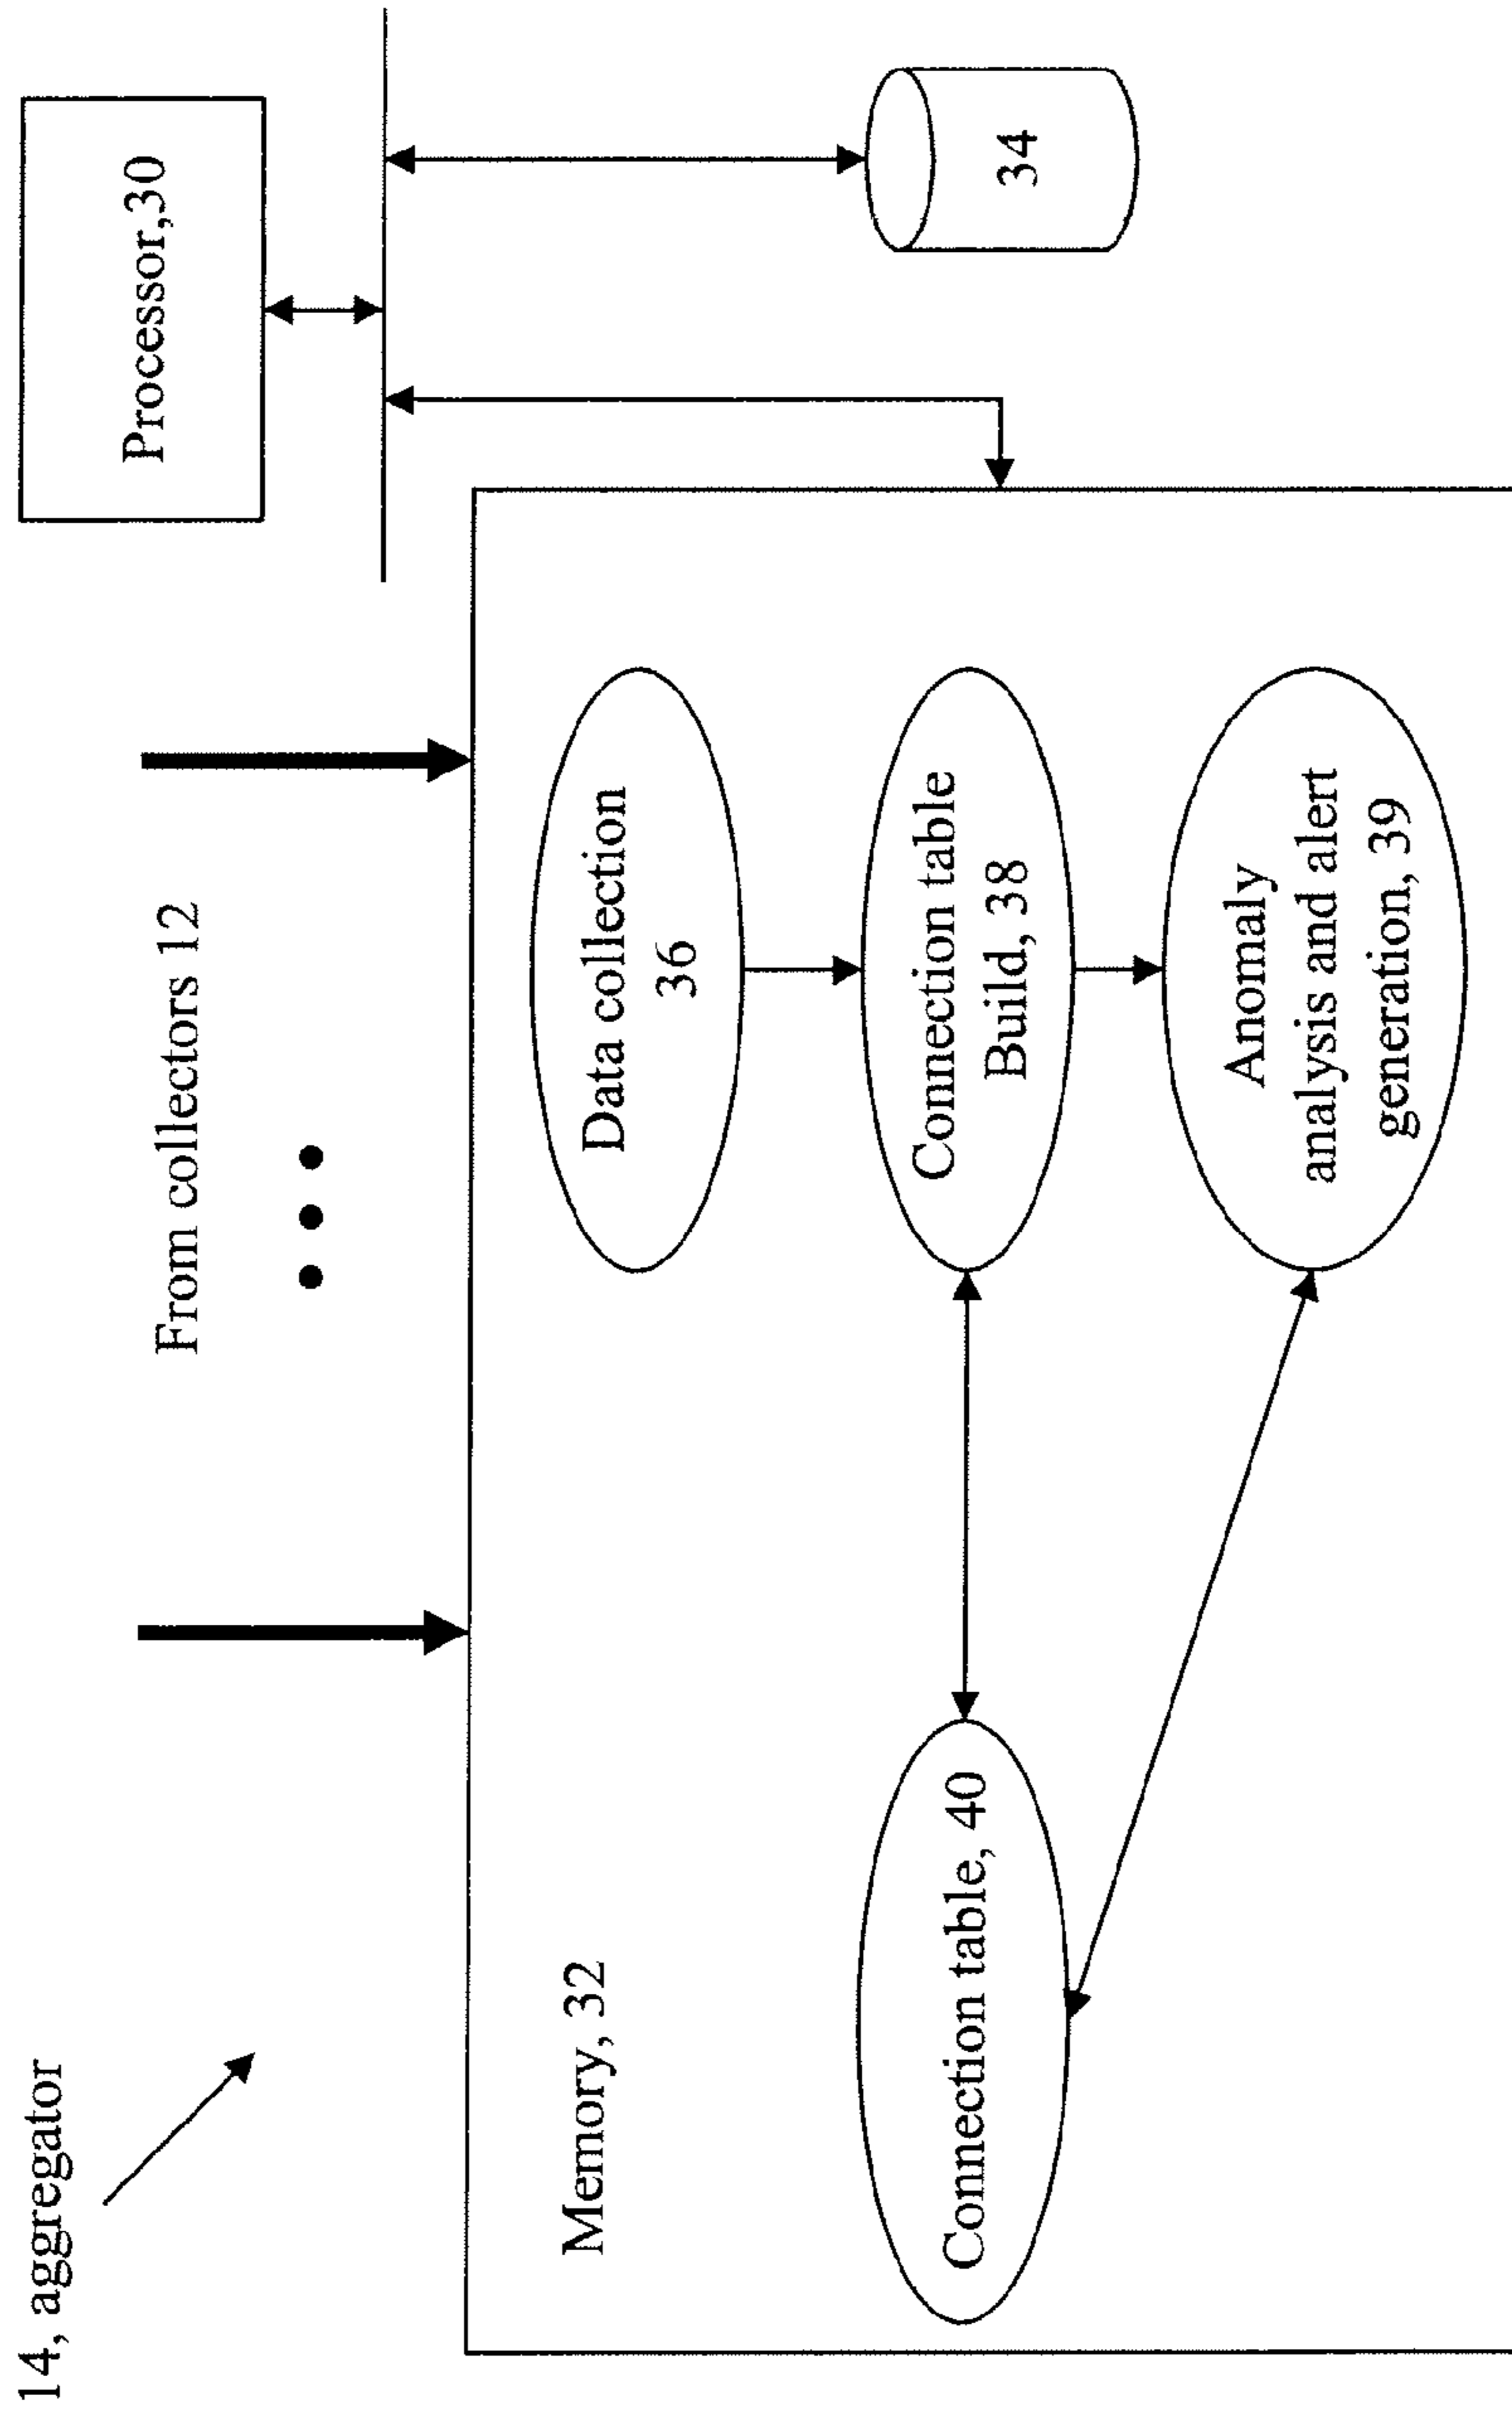 14, aggregator
From collectors 12
Processor,30
34
Memory, 32
Data collection
36
Connection table
Build, 38
Connection table, 40
Anomaly
analysis and alert
generation, 39